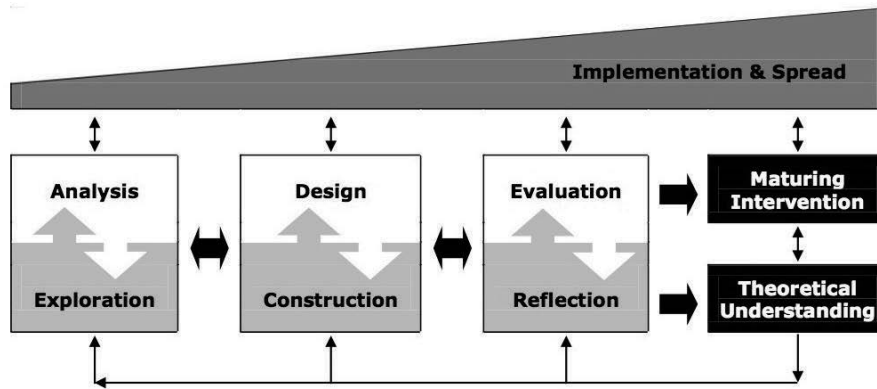 Implementation & Spread
Analysis
Exploration
Design
Construction
Evaluation
Reflection
Maturing
Intervention
Theoretical
Understanding